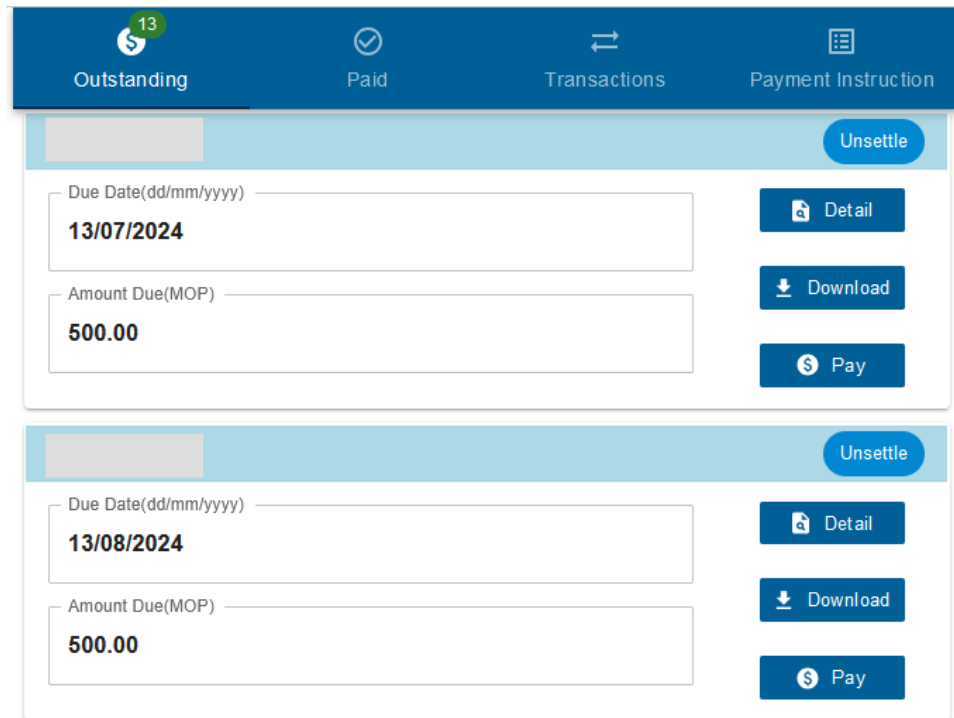 13
Outstanding
Paid
Transactions
Payment Instruction
Unsettle
Due Date(dd/mm/yyyy)
13/07/2024
Detail
Amount Due(MOP)
500.00
Download
Pay
Unsettle
Due Date(dd/mm/yyyy)
13/08/2024
Detail
Amount Due(MOP)
500.00
Download
Pay